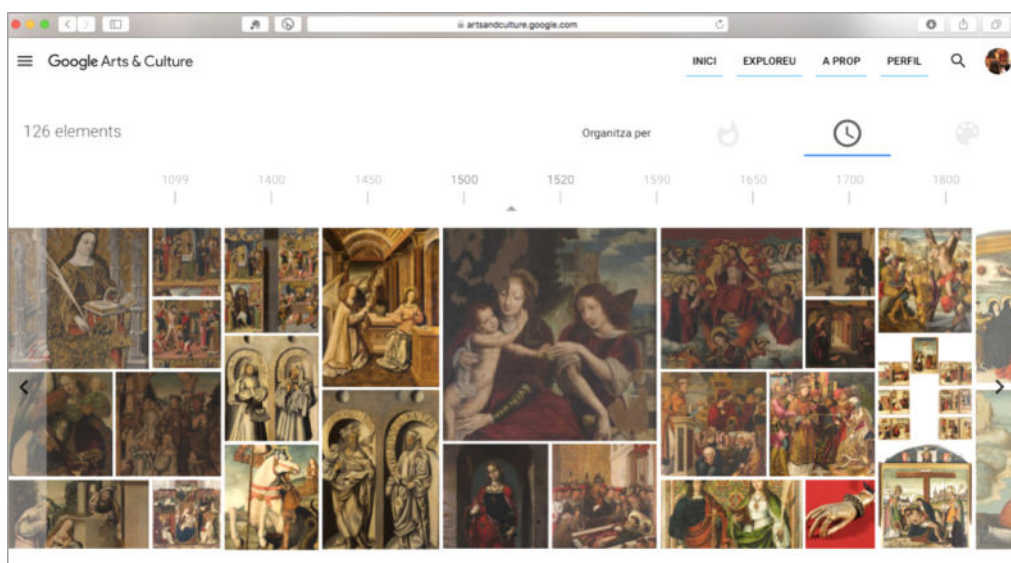 artsandculture.google.com
Google Arts & Culture
INICI EXPLOREU A PROP PERFIL
126 elements
Organitza per
1099 1400 1450 1500 1520 1590 1650 1700 1800